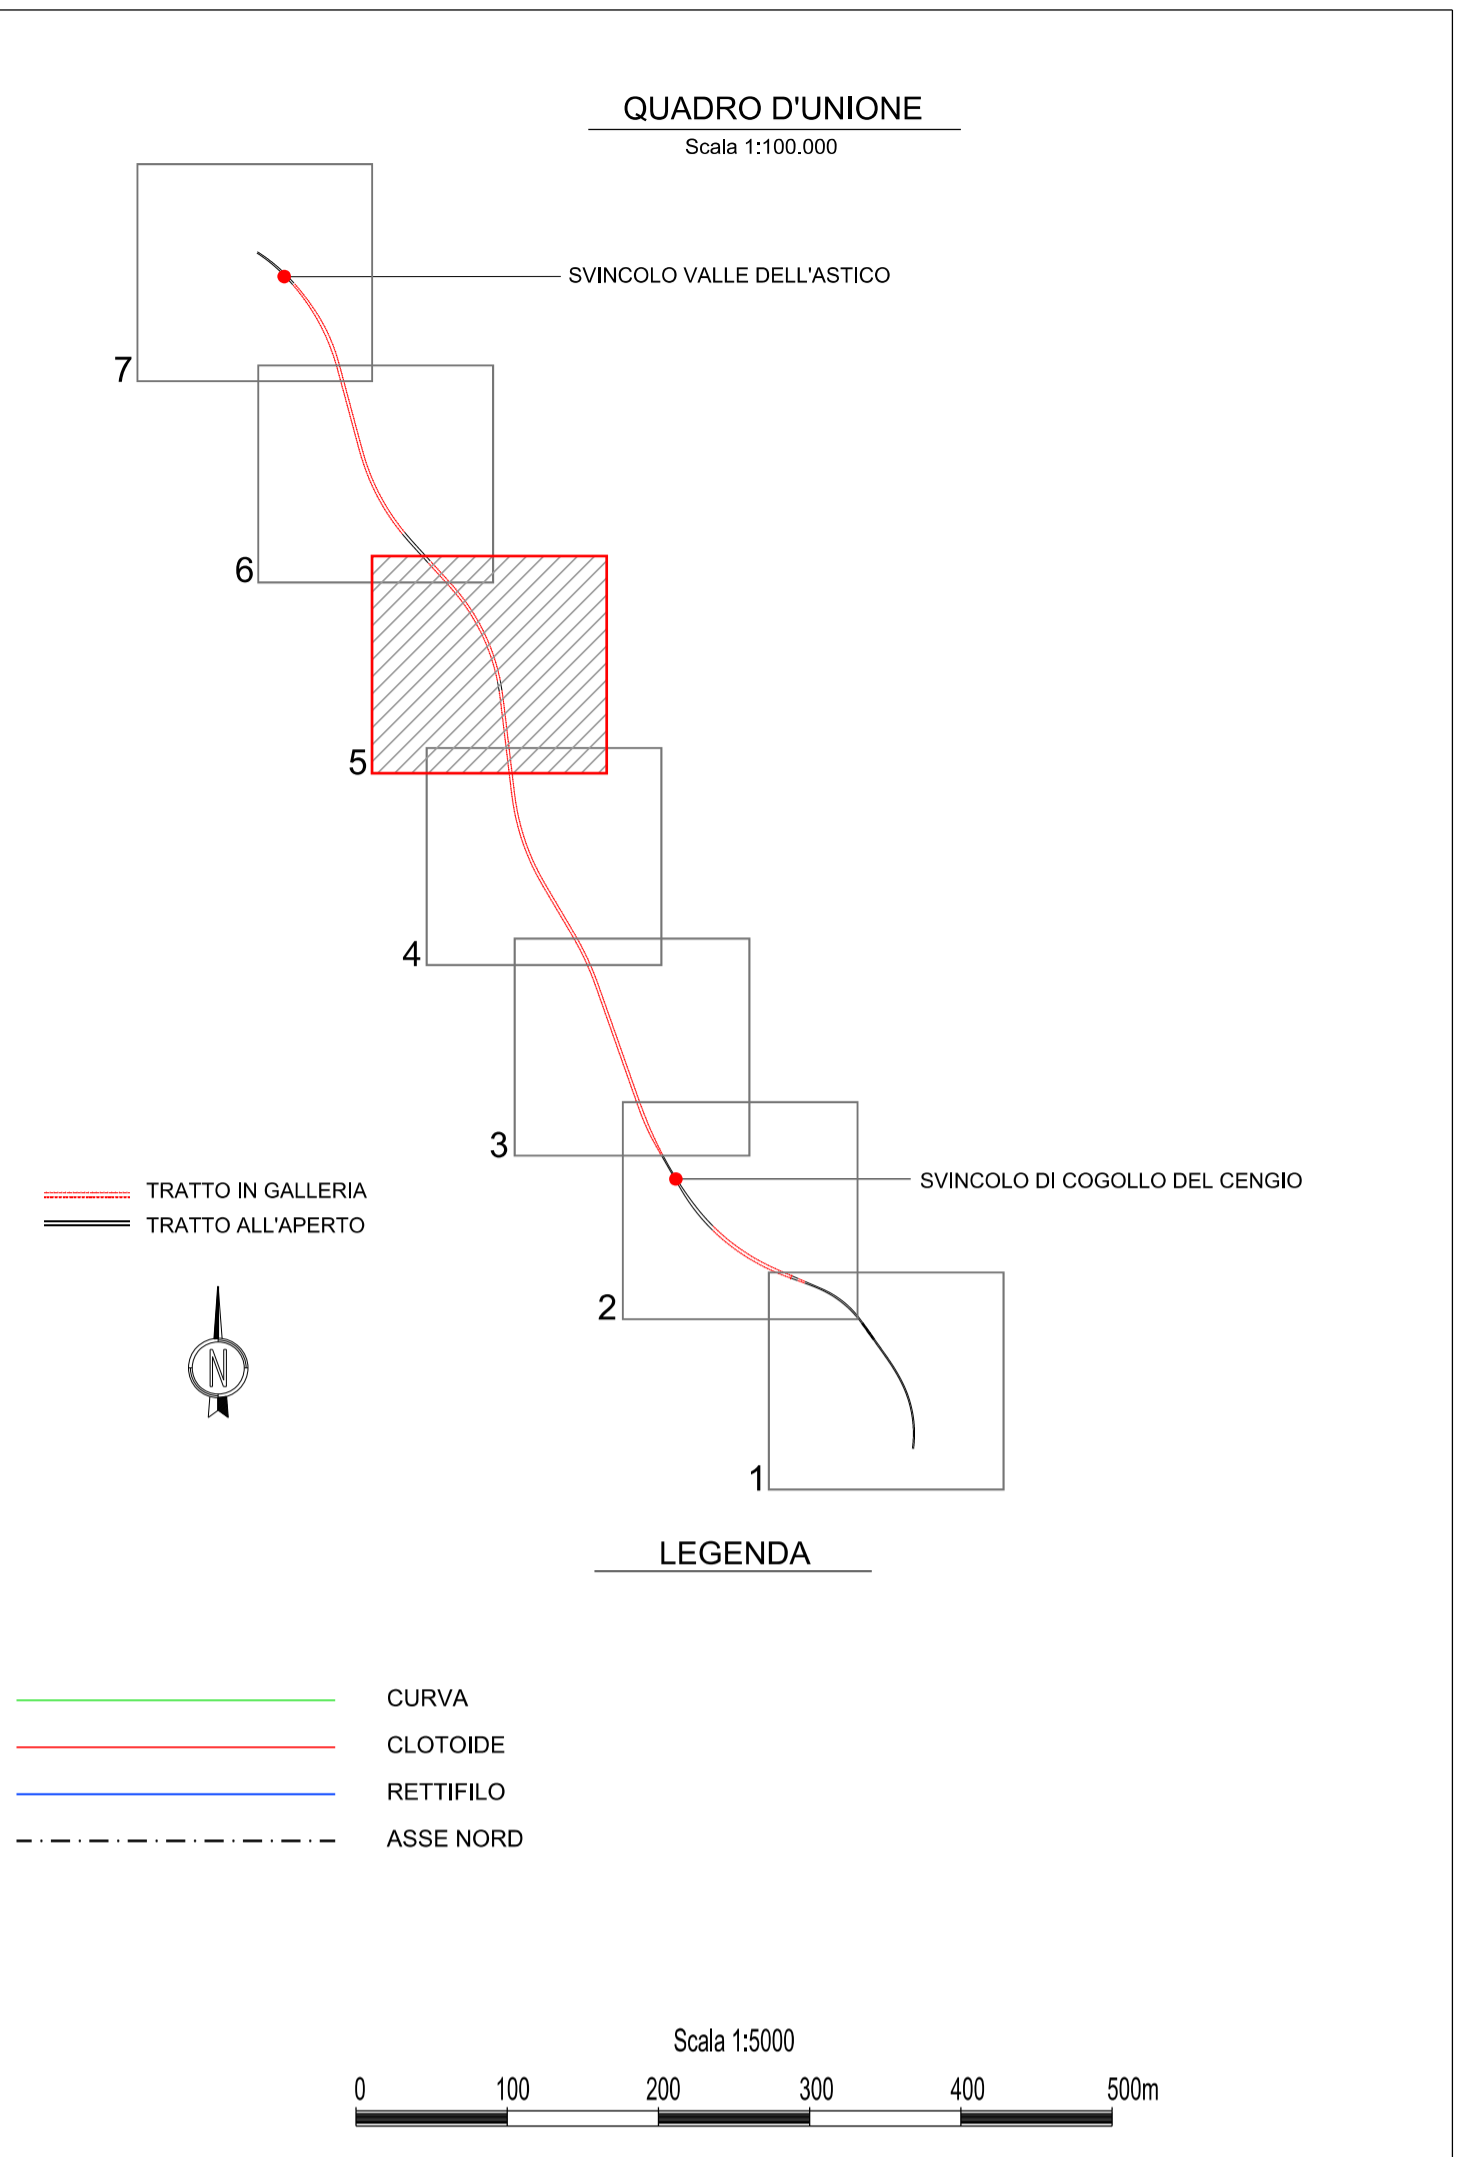 QUADRO D'UNIONE
Scala 1:100.000
SVINCOLO VALLE DELL'ASTICO
7
6
5
4
3
SVINCOLO DI COGOLLO DEL CENGIO
TRATTO IN GALLERIA
TRATTO ALL'APERTO
2
N
1
LEGENDA
CURVA
CLOTOIDE
RETTIFILO
ASSE NORD
Scala 1:5000
0 100 200 300 400 500m